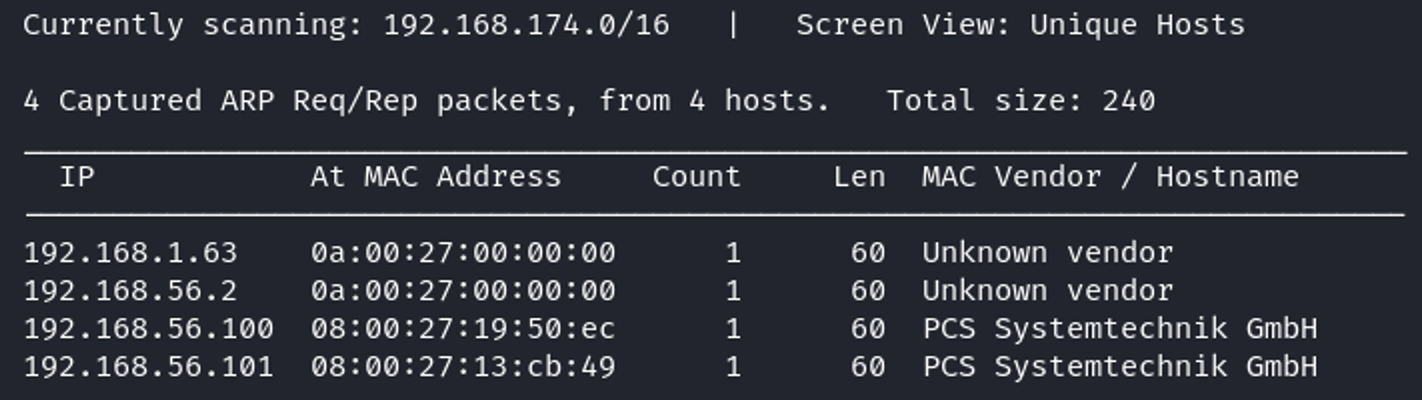 Currently scanning: 192.168.174.0/16   |   Screen View: Unique Hosts
4 Captured ARP Req/Rep packets, from 4 hosts.   Total size: 240
IP            At MAC Address     Count     Len  MAC Vendor / Hostname
192.168.1.63    0a:00:27:00:00:00      1      60  Unknown vendor
192.168.56.2    0a:00:27:00:00:00      1      60  Unknown vendor
192.168.56.100  08:00:27:19:50:ec      1      60  PCS Systemtechnik GmbH
192.168.56.101  08:00:27:13:cb:49      1      60  PCS Systemtechnik GmbH